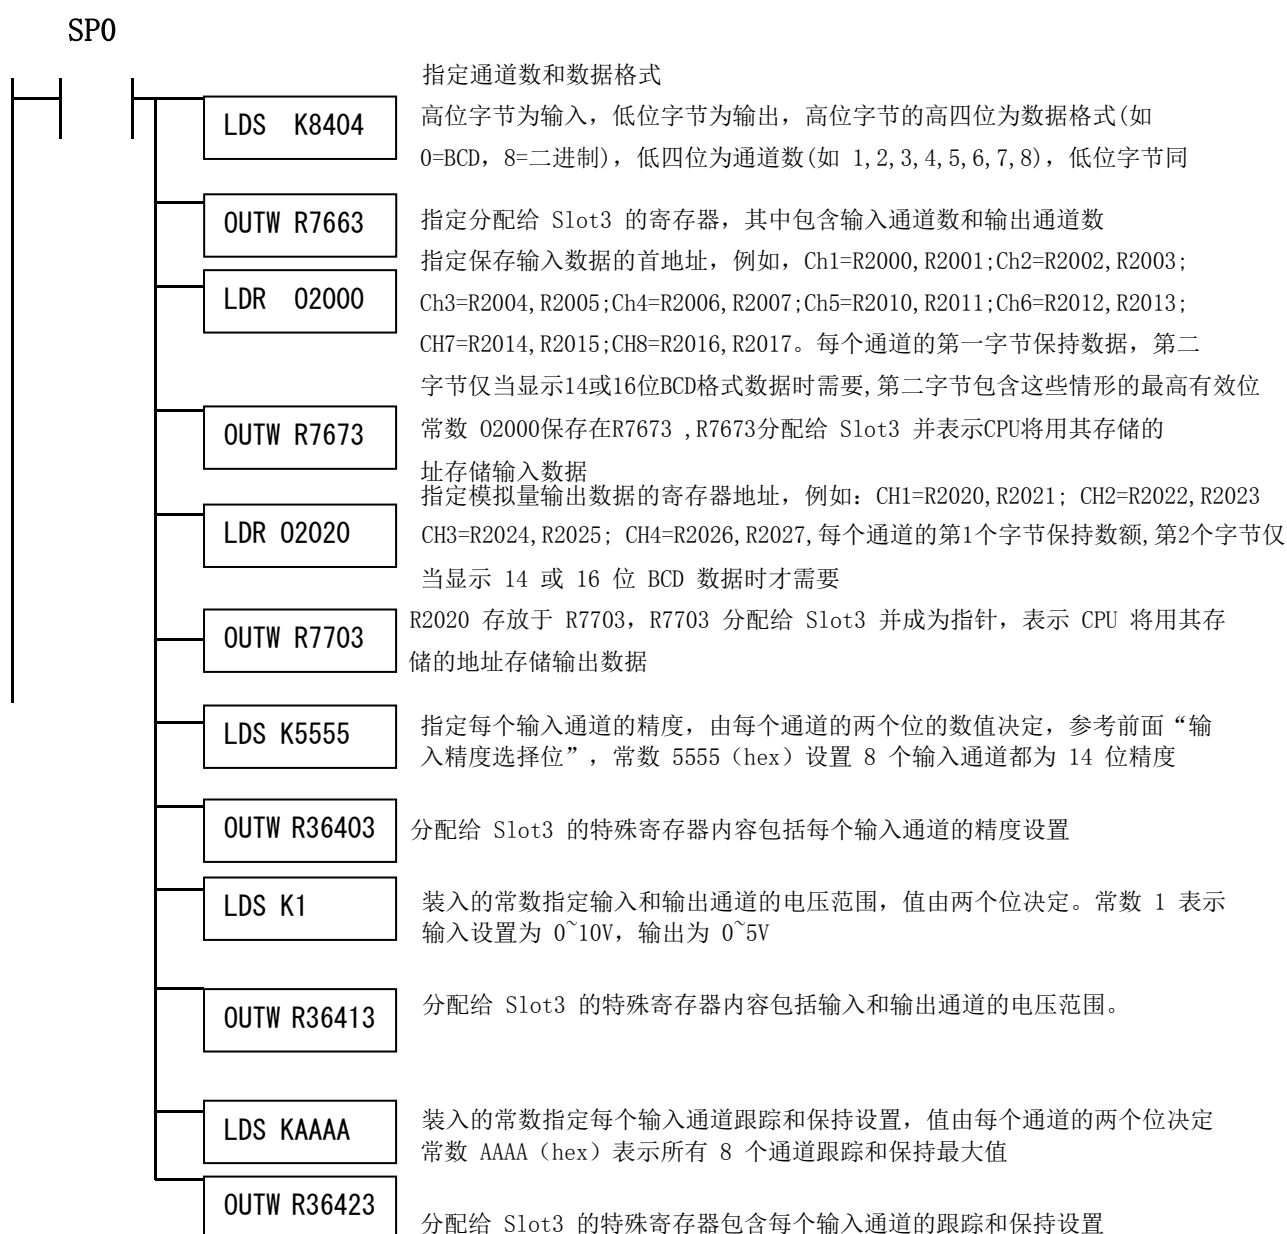 SP0
指定通道数和数据格式
LDS K8404
高位字节为输入，低位字节为输出，高位字节的高四位为数据格式(如
0=BCD，8=二进制)，低四位为通道数(如 1,2,3,4,5,6,7,8)，低位字节同
OUTW R7663
指定分配给 Slot3 的寄存器，其中包含输入通道数和输出通道数
指定保存输入数据的首地址，例如，Ch1=R2000,R2001;Ch2=R2002,R2003;
LDR O2000
Ch3=R2004,R2005;Ch4=R2006,R2007;Ch5=R2010,R2011;Ch6=R2012,R2013;
CH7=R2014,R2015;CH8=R2016,R2017。每个通道的第一字节保持数据，第二
字节仅当显示14或16位BCD格式数据时需要,第二字节包含这些情形的最高有效位
OUTW R7673
常数 O2000保存在R7673 ,R7673分配给 Slot3 并表示CPU将用其存储的
址存储输入数据
指定模拟量输出数据的寄存器地址，例如：CH1=R2020,R2021; CH2=R2022,R2023
LDR O2020
CH3=R2024,R2025; CH4=R2026,R2027,每个通道的第1个字节保持数额,第2个字节仅
当显示 14 或 16 位 BCD 数据时才需要
R2020 存放于 R7703，R7703 分配给 Slot3 并成为指针，表示 CPU 将用其存
OUTW R7703
储的地址存储输出数据
LDS K5555
指定每个输入通道的精度，由每个通道的两个位的数值决定，参考前面“输
入精度选择位”，常数 5555（hex）设置 8 个输入通道都为 14 位精度
OUTW R36403
分配给 Slot3 的特殊寄存器内容包括每个输入通道的精度设置
LDS K1
装入的常数指定输入和输出通道的电压范围，值由两个位决定。常数 1 表示
输入设置为 0~10V，输出为 0~5V
OUTW R36413
分配给 Slot3 的特殊寄存器内容包括输入和输出通道的电压范围。
LDS KAAAA
装入的常数指定每个输入通道跟踪和保持设置，值由每个通道的两个位决定
常数 AAAA（hex）表示所有 8 个通道跟踪和保持最大值
OUTW R36423
分配给 Slot3 的特殊寄存器包含每个输入通道的跟踪和保持设置